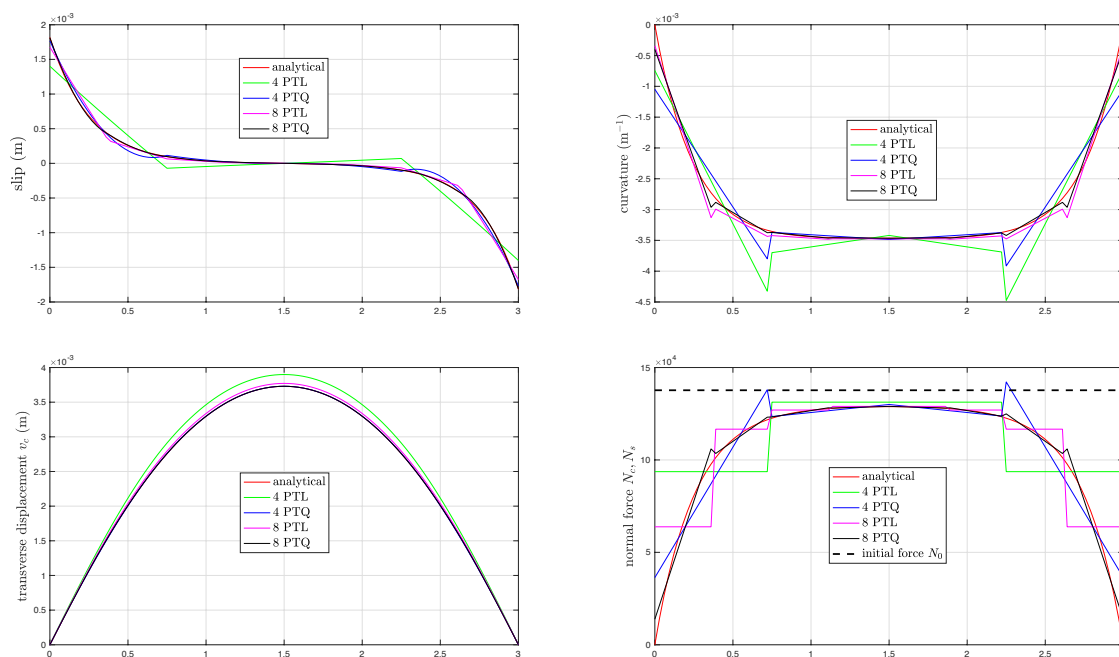 ×10⁻³
2
1.5
1
0.5
0
-0.5
-1
-1.5
-2
0
0.5
1
1.5
2
2.5
3
slip (m)
analytical
4 PTL
4 PTQ
8 PTL
8 PTQ
×10⁻³
0
-0.5
-1
-1.5
-2
-2.5
-3
-3.5
-4
-4.5
0
0.5
1
1.5
2
2.5
curvature (m⁻¹)
analytical
4 PTL
4 PTQ
8 PTL
8 PTQ
×10⁻³
4
3.5
3
2.5
2
1.5
1
0.5
0
0
0.5
1
1.5
2
2.5
3
transverse displacement v_c (m)
analytical
4 PTL
4 PTQ
8 PTL
8 PTQ
×10⁴
15
10
5
0
0
0.5
1
1.5
2
2.5
normal force N_c, N_s
analytical
4 PTL
4 PTQ
8 PTL
8 PTQ
initial force N₀